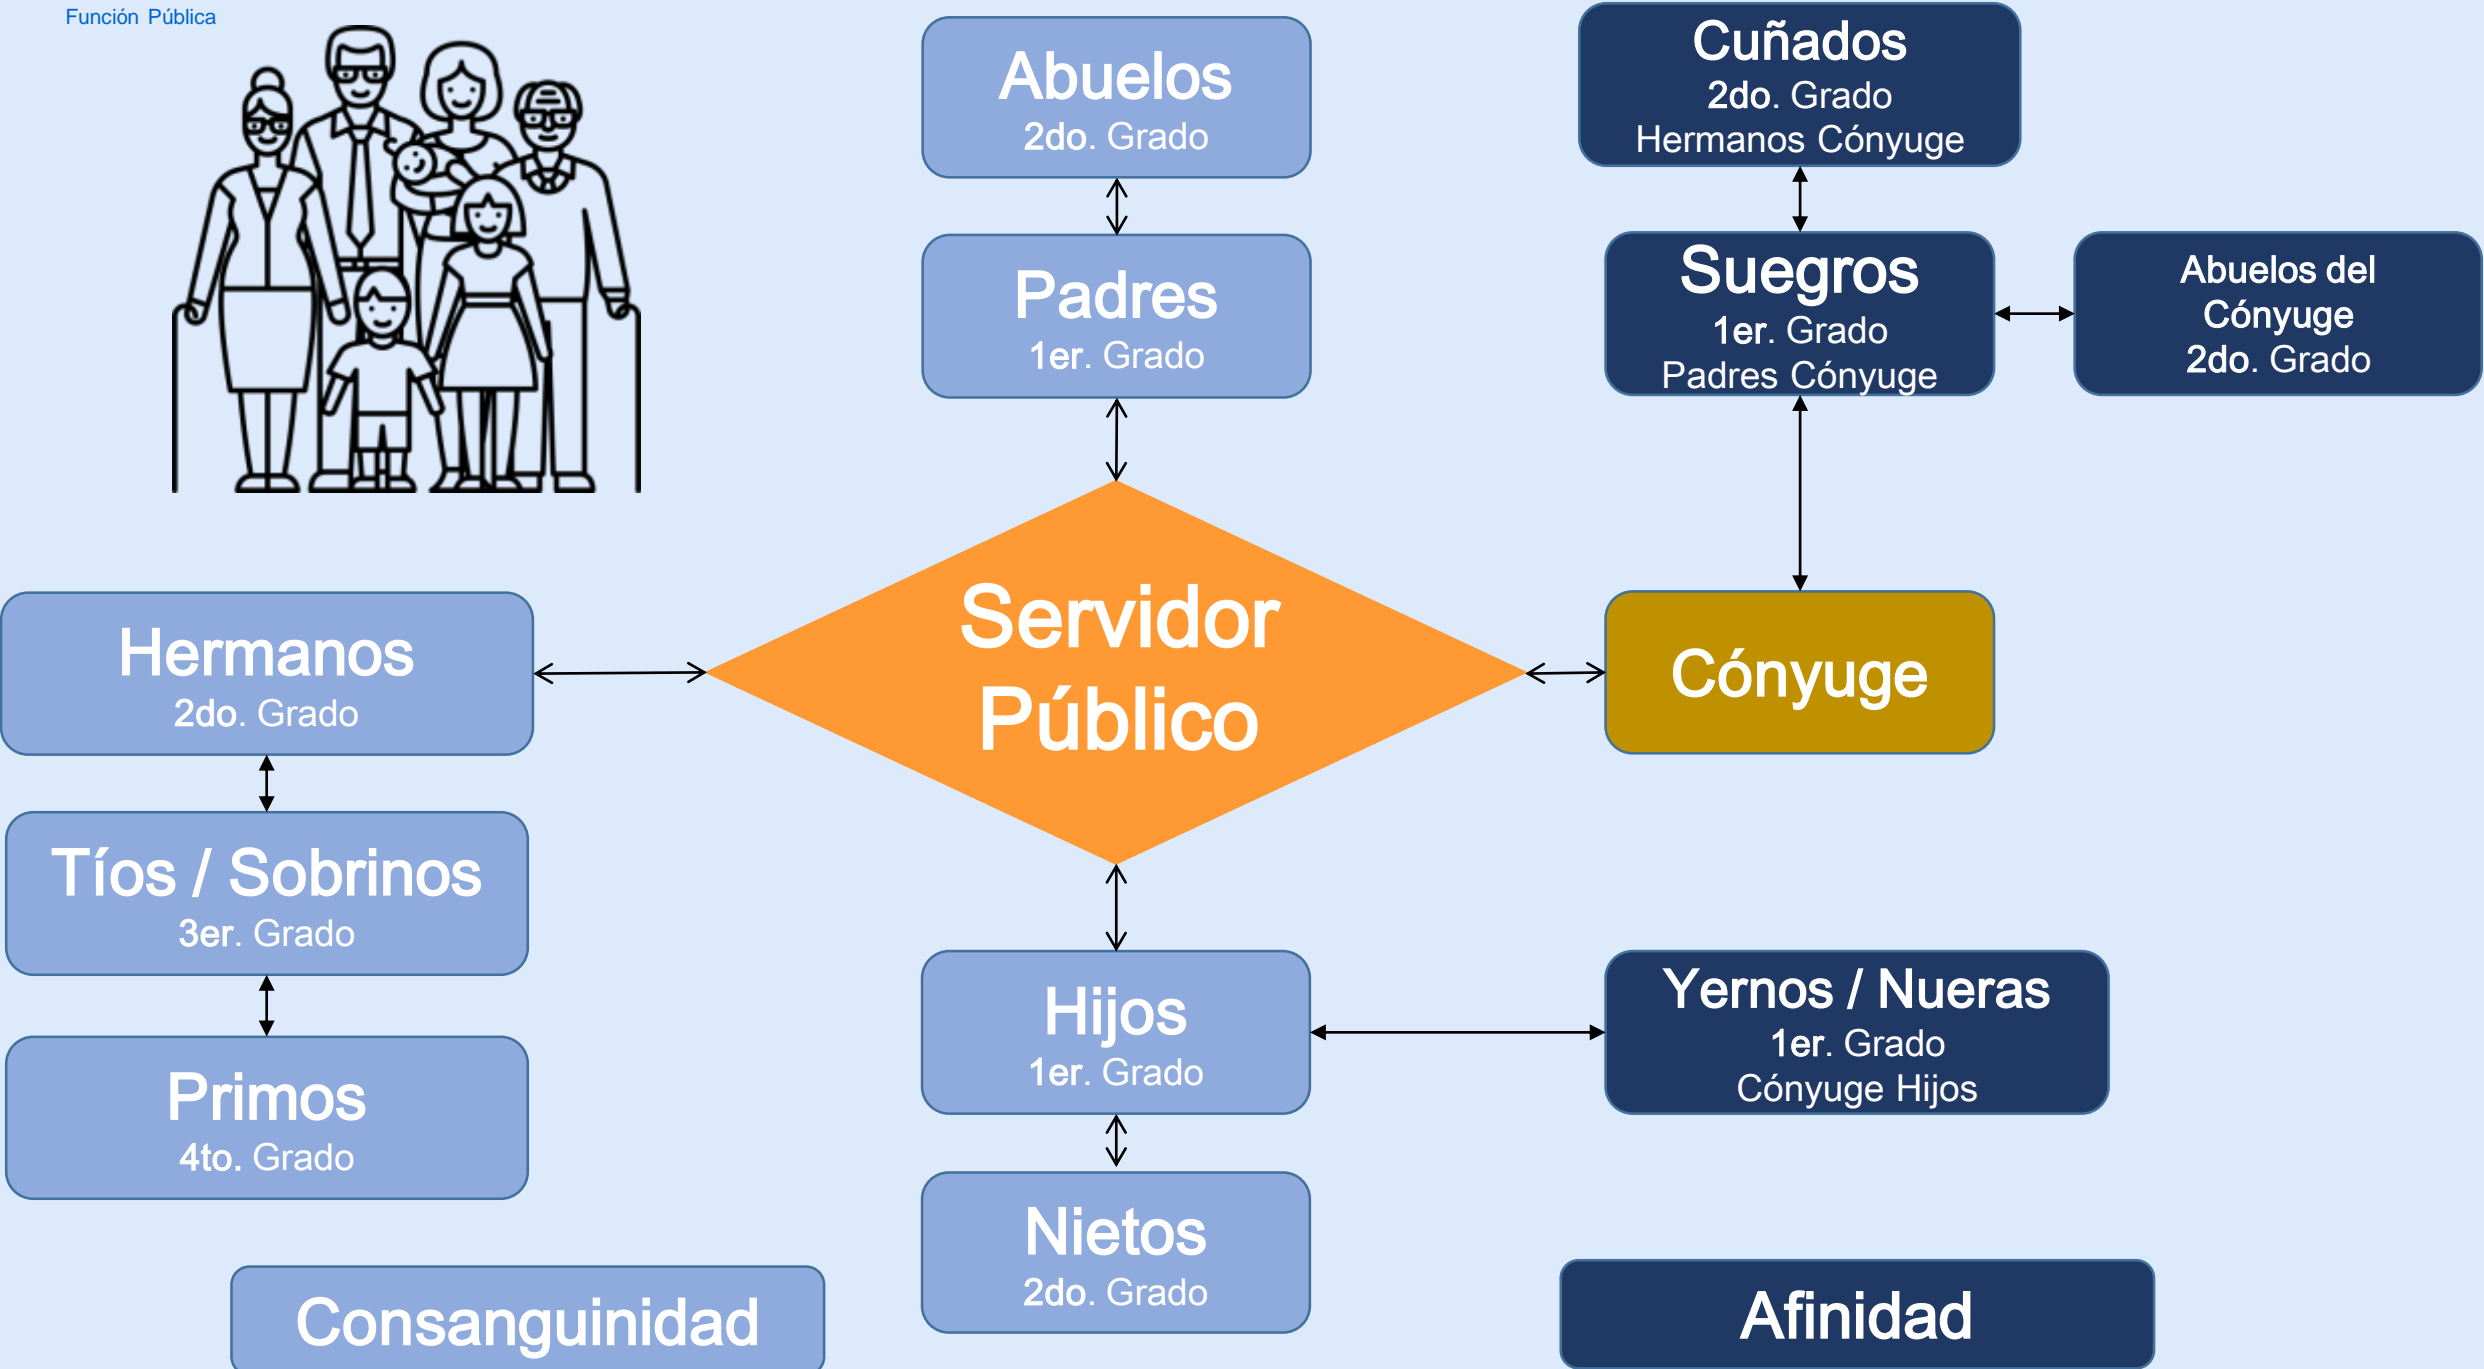 Función Pública
Abuelos
2do. Grado
Cuñados
2do. Grado
Hermanos Cónyuge
Padres
1er. Grado
Suegros
1er. Grado
Padres Cónyuge
Abuelos del
Cónyuge
2do. Grado
Servidor
Público
Hermanos
2do. Grado
Cónyuge
Tíos / Sobrinos
3er. Grado
Primos
4to. Grado
Hijos
1er. Grado
Yernos / Nueras
1er. Grado
Cónyuge Hijos
Nietos
2do. Grado
Consanguinidad
Afinidad